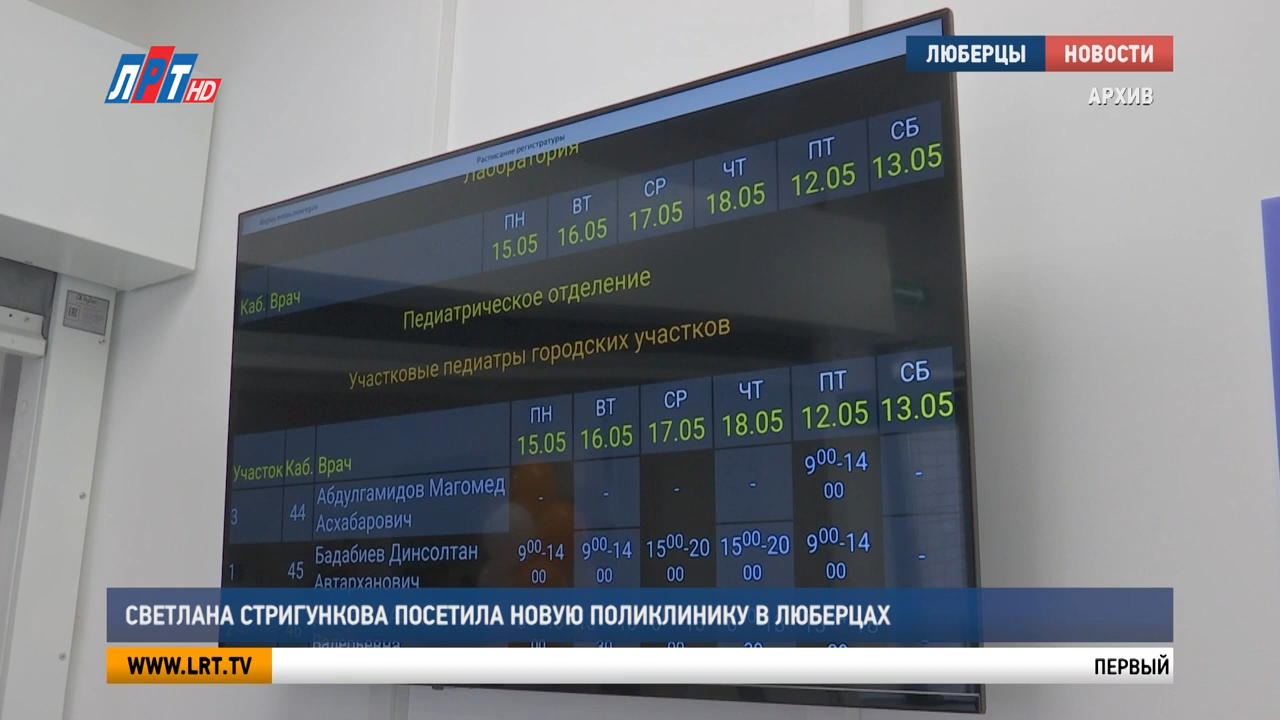 ЛРТ HD
ЛЮБЕРЦЫ НОВОСТИ
АРХИВ
Расписание регистратуры
Лаборатория
ПН ВТ СР ЧТ ПТ СБ
15.05 16.05 17.05 18.05 12.05 13.05
Каб. Врач
Педиатрическое отделение
Участковые педиатры городских участков
ПН ВТ СР ЧТ ПТ СБ
15.05 16.05 17.05 18.05 12.05 13.05
Участок Каб. Врач
3 44 Абдулгамидов Магомед Асхабарович - - - - 900-14 00 -
1 45 Бадабиев Динсолтан Автарханович 900-14 00 900-14 00 1500-20 00 1500-20 00 900-14 00 -
СВЕТЛАНА СТРИГУНКОВА ПОСЕТИЛА НОВУЮ ПОЛИКЛИНИКУ В ЛЮБЕРЦАХ
WWW.LRT.TV
ПЕРВЫЙ